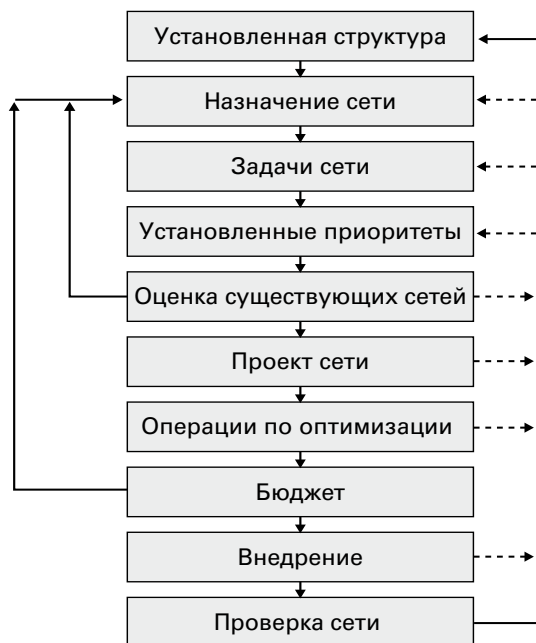 Установленная структура
Назначение сети
Задачи сети
Установленные приоритеты
Оценка существующих сетей
Проект сети
Операции по оптимизации
Бюджет
Внедрение
Проверка сети